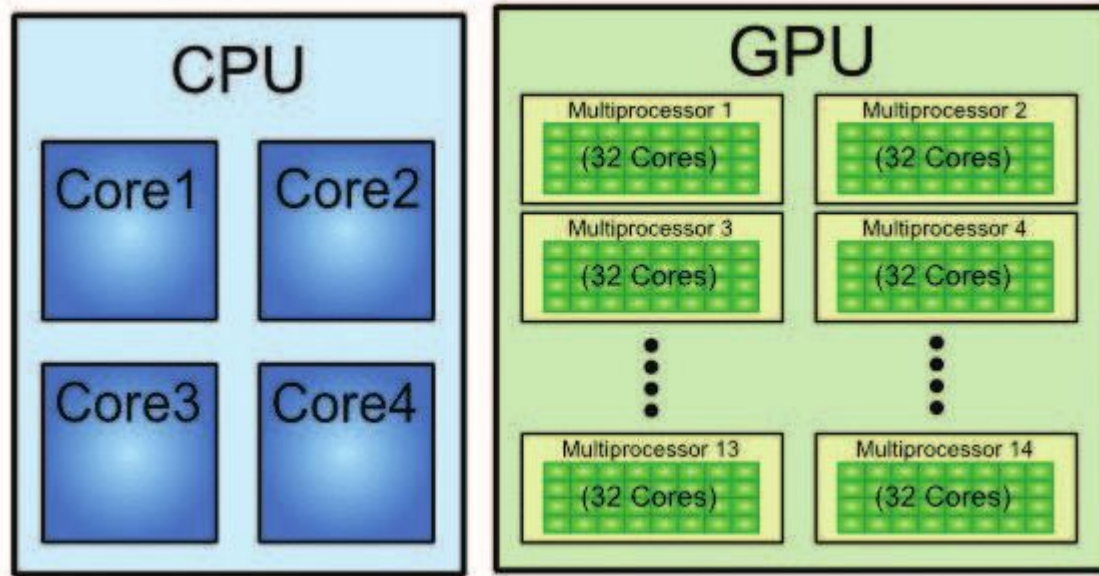 CPU
Core1
Core2
Core3
Core4
GPU
Multiprocessor 1
(32 Cores)
Multiprocessor 2
(32 Cores)
Multiprocessor 3
(32 Cores)
Multiprocessor 4
(32 Cores)
Multiprocessor 13
(32 Cores)
Multiprocessor 14
(32 Cores)